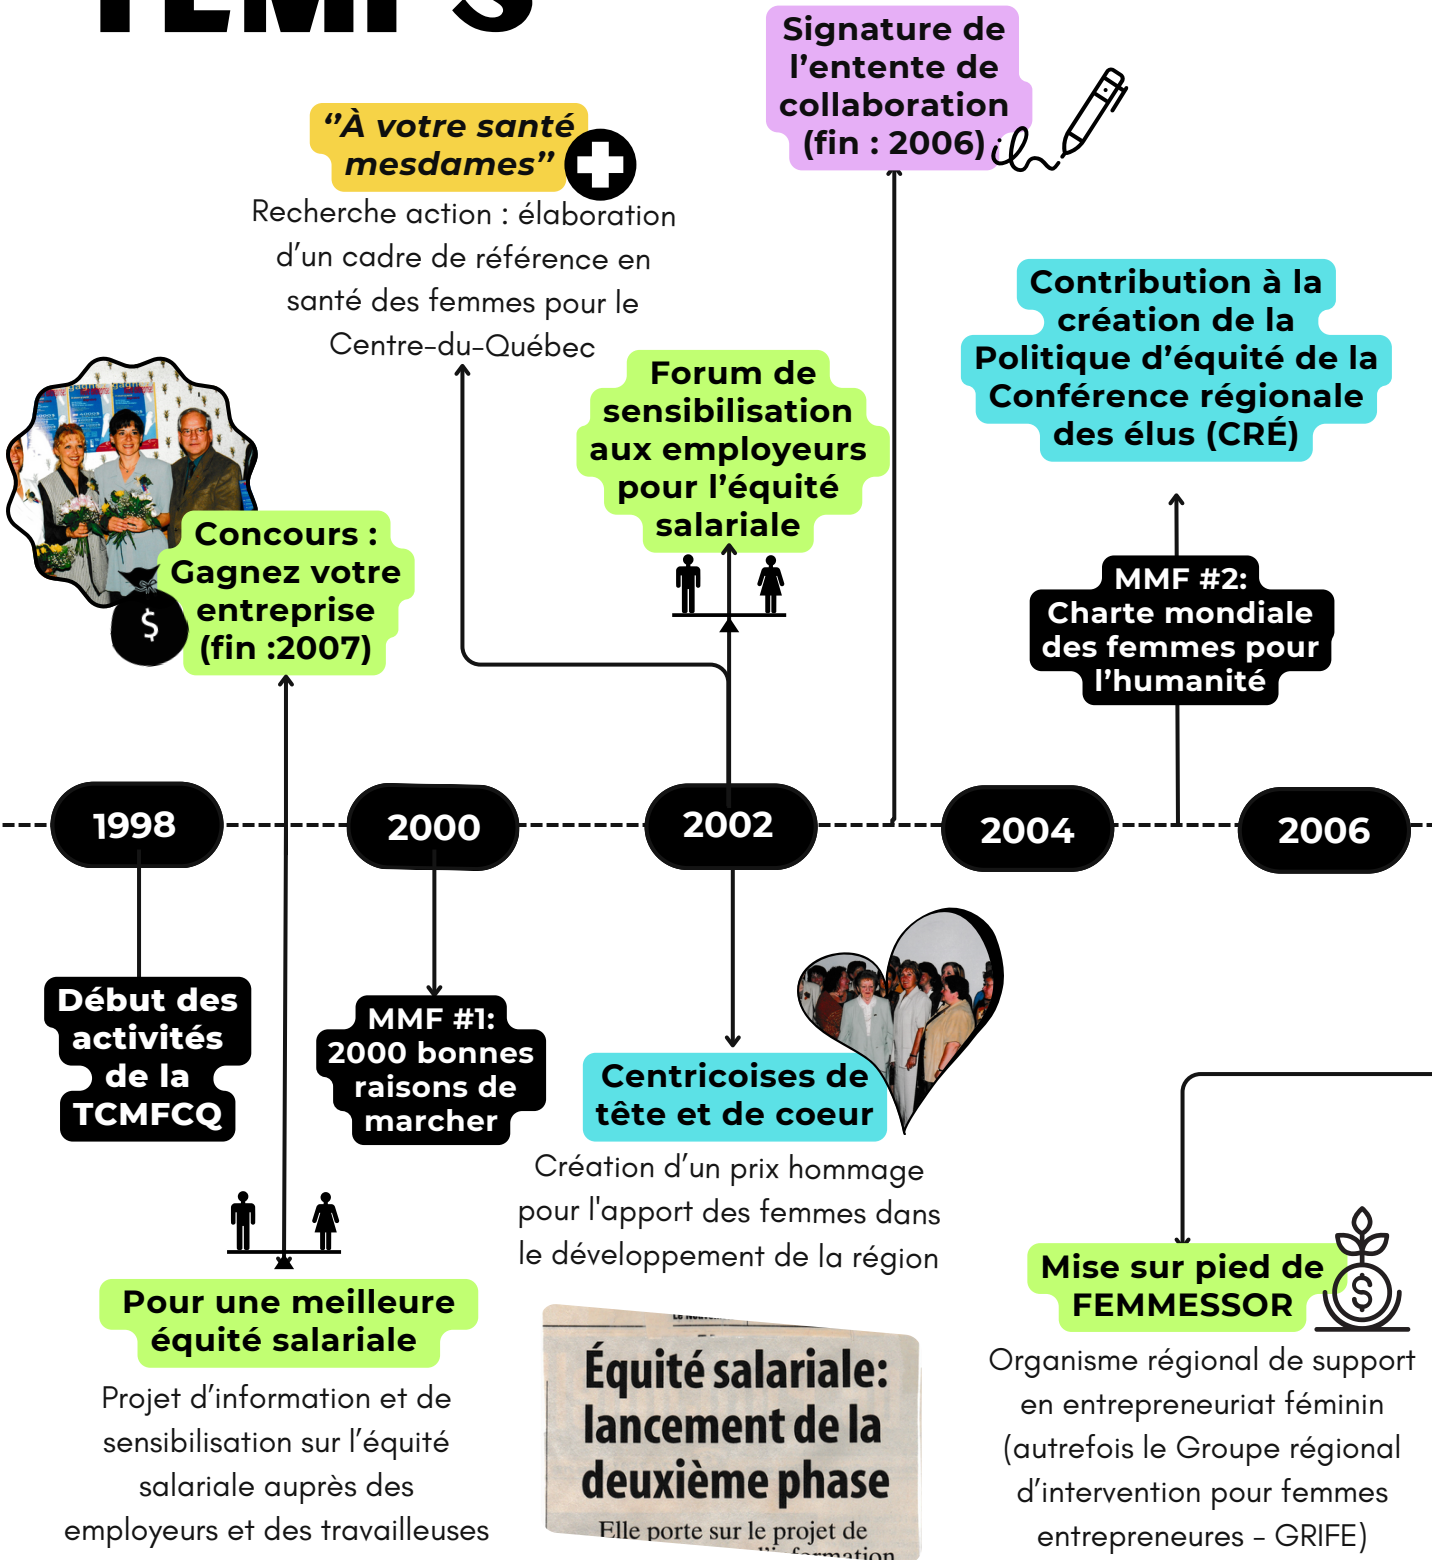 TEMPS
Signature de
l'entente de
collaboration
(fin : 2006)
‘’À votre santé
mesdames’’
Recherche action : élaboration
d'un cadre de référence en
santé des femmes pour le
Centre-du-Québec
Contribution à la
création de la
Politique d'équité de la
Conférence régionale
des élus (CRÉ)
Forum de
sensibilisation
aux employeurs
pour l'équité
salariale
Concours :
Gagnez votre
entreprise
(fin :2007)
$
MMF #2:
Charte mondiale
des femmes pour
l'humanité
1998
2000
2002
2004
2006
Début des
activités
de la
TCMFCQ
MMF #1:
2000 bonnes
raisons de
marcher
Centricoises de
tête et de coeur
Création d'un prix hommage
pour l'apport des femmes dans
le développement de la région
Pour une meilleure
équité salariale
Projet d'information et de
sensibilisation sur l'équité
salariale auprès des
employeurs et des travailleuses
Équité salariale:
lancement de la
deuxième phase
Elle porte sur le projet de
Mise sur pied de
FEMMESSOR
$
Organisme régional de support
en entrepreneuriat féminin
(autrefois le Groupe régional
d'intervention pour femmes
entrepreneures - GRIFE)